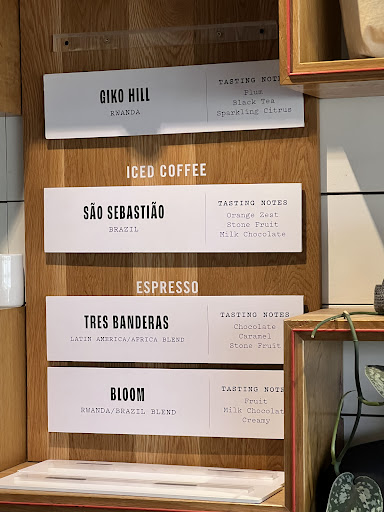 GIKO HILL
RWANDA
TASTING NOTES
Plum
Black Tea
Sparkling Citrus
ICED COFFEE
SÃO SEBASTIÃO
BRAZIL
TASTING NOTES
Orange Zest
Stone Fruit
Milk Chocolate
ESPRESSO
TRES BANDERAS
LATIN AMERICA/AFRICA BLEND
TASTING NOTES
Chocolate
Caramel
Stone Fruit
BLOOM
RWANDA/BRAZIL BLEND
TASTING NOTES
Fruit
Milk Chocolat
Creamy